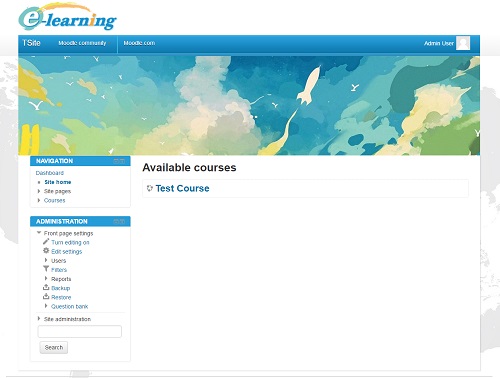 e-learning
TSite Moodle community Moodle.com Admin User
NAVIGATION
Dashboard
Site home
Site pages
Courses
ADMINISTRATION
Front page settings
Turn editing on
Edit settings
Users
Filters
Reports
Backup
Restore
Question bank
Site administration
Search
Available courses
Test Course